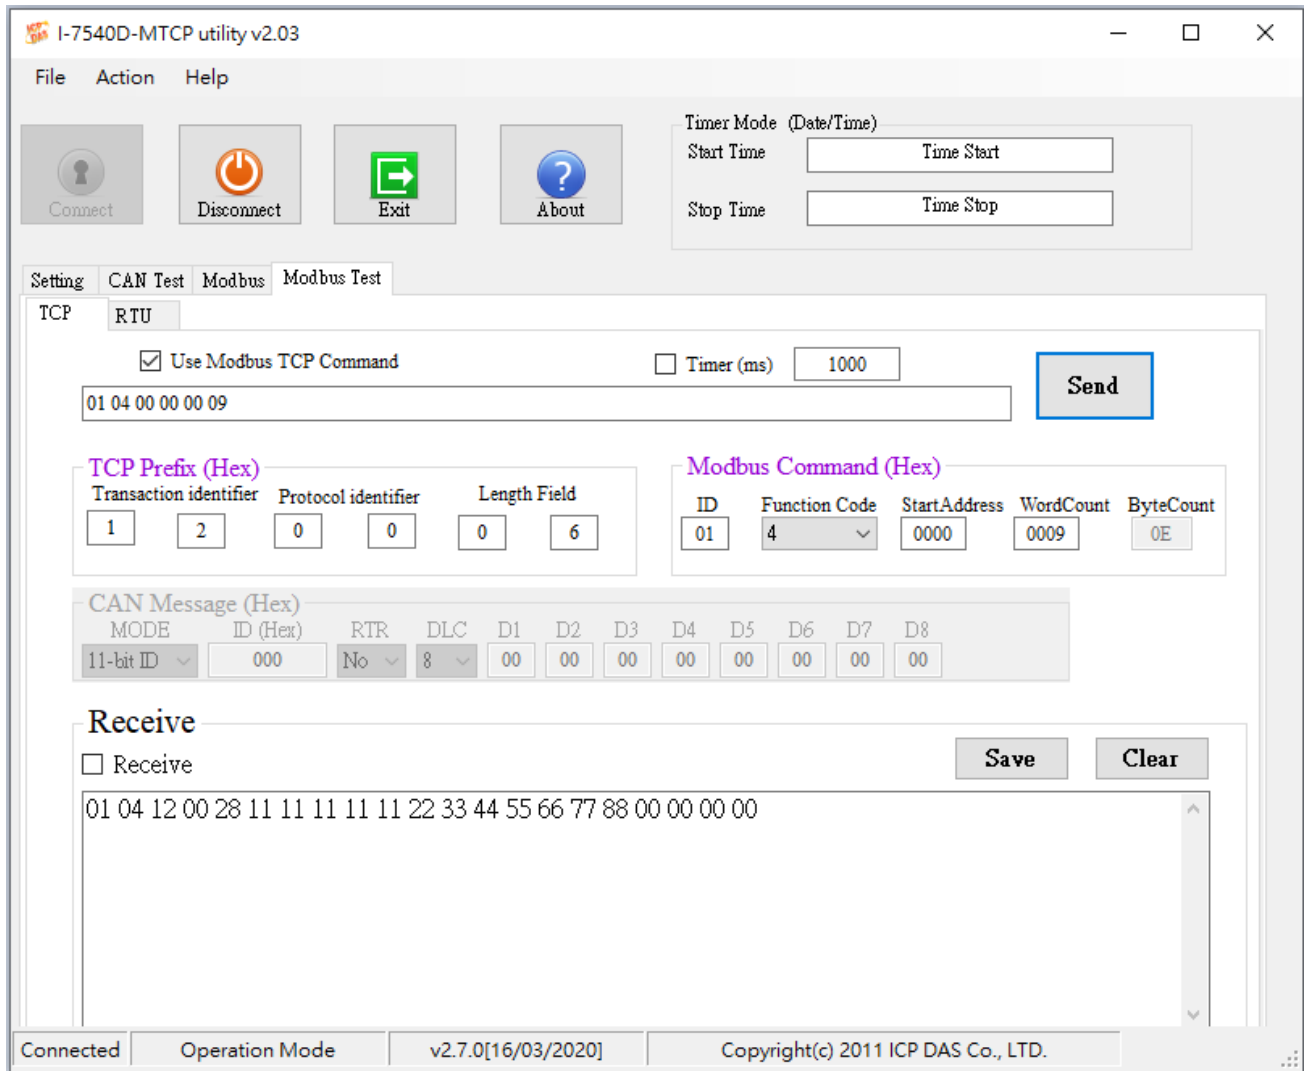 ICP DAS I-7540D-MTCP utility v2.03
File Action Help
Connect Disconnect Exit About
Timer Mode (Date/Time)
Start Time Time Start
Stop Time Time Stop
Setting CAN Test Modbus Modbus Test
TCP RTU
Use Modbus TCP Command Timer (ms) 1000 Send
01 04 00 00 00 09
TCP Prefix (Hex)
Transaction identifier Protocol identifier Length Field
1 2 0 0 0 6
Modbus Command (Hex)
ID Function Code StartAddress WordCount ByteCount
01 4 0000 0009 0E
CAN Message (Hex)
MODE ID (Hex) RTR DLC D1 D2 D3 D4 D5 D6 D7 D8
11-bit ID 000 No 8 00 00 00 00 00 00 00 00
Receive
Receive Save Clear
01 04 12 00 28 11 11 11 11 11 22 33 44 55 66 77 88 00 00 00 00
Connected Operation Mode v2.7.0[16/03/2020] Copyright(c) 2011 ICP DAS Co., LTD.